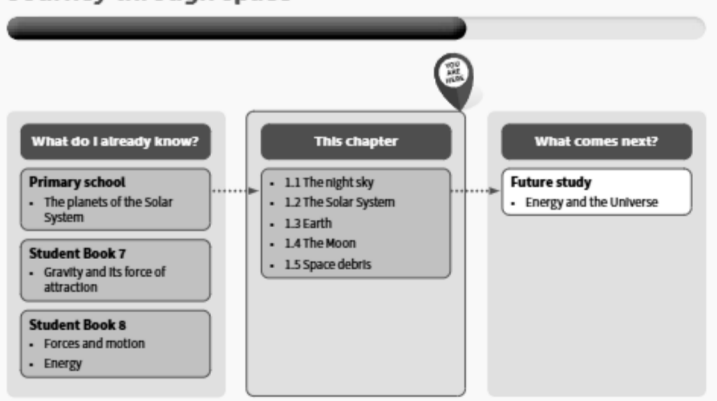 YOU
ARE
HERE
What do I already know?
Primary school
• The planets of the Solar
System
Student Book 7
• Gravity and its force of
attraction
Student Book 8
• Forces and motion
• Energy
This chapter
• 1.1 The night sky
• 1.2 The Solar System
• 1.3 Earth
• 1.4 The Moon
• 1.5 Space debris
What comes next?
Future study
• Energy and the Universe